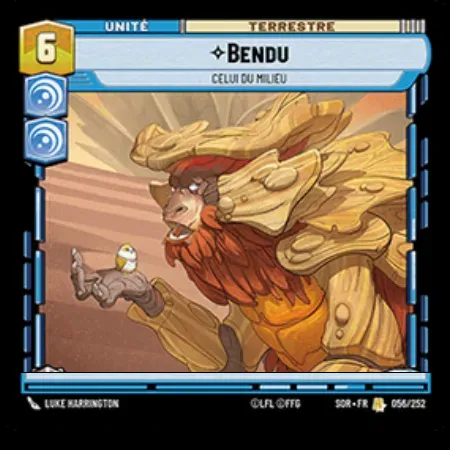 UNITÉ
TERRESTRE
6
BENDU
CELUI DU MILIEU
LUKE HARRINGTON
©LFL ©FFG
SOR • FR
056/252